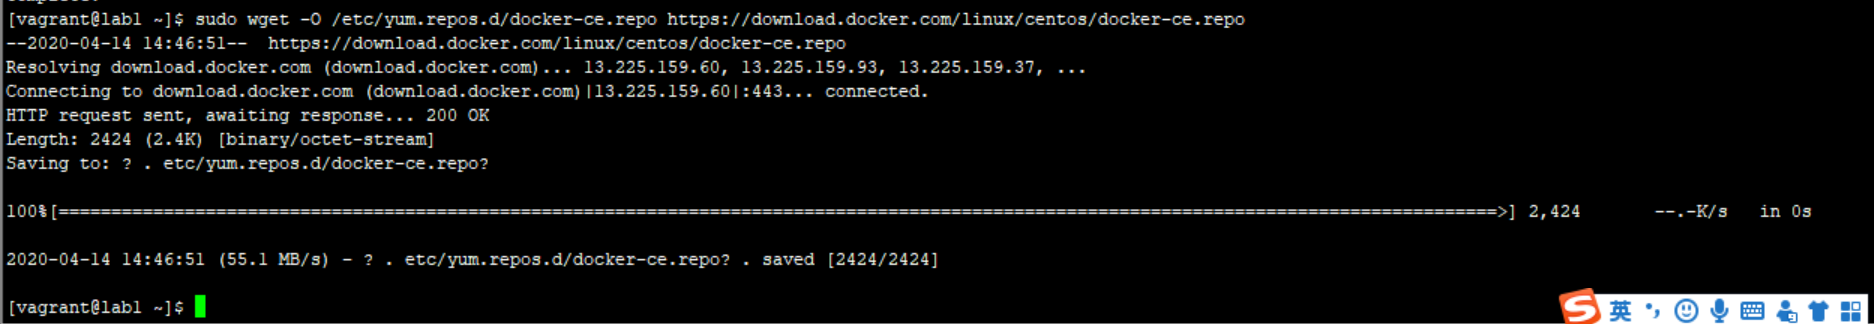 [vagrant@lab1 ~]$ sudo wget -O /etc/yum.repos.d/docker-ce.repo https://download.docker.com/linux/centos/docker-ce.repo
--2020-04-14 14:46:51--  https://download.docker.com/linux/centos/docker-ce.repo
Resolving download.docker.com (download.docker.com)... 13.225.159.60, 13.225.159.93, 13.225.159.37, ...
Connecting to download.docker.com (download.docker.com)|13.225.159.60|:443... connected.
HTTP request sent, awaiting response... 200 OK
Length: 2424 (2.4K) [binary/octet-stream]
Saving to: ? . etc/yum.repos.d/docker-ce.repo?
100%[=========================================================================================================================================>] 2,424       --.-K/s   in 0s
2020-04-14 14:46:51 (55.1 MB/s) - ? . etc/yum.repos.d/docker-ce.repo? . saved [2424/2424]
[vagrant@lab1 ~]$
S 英